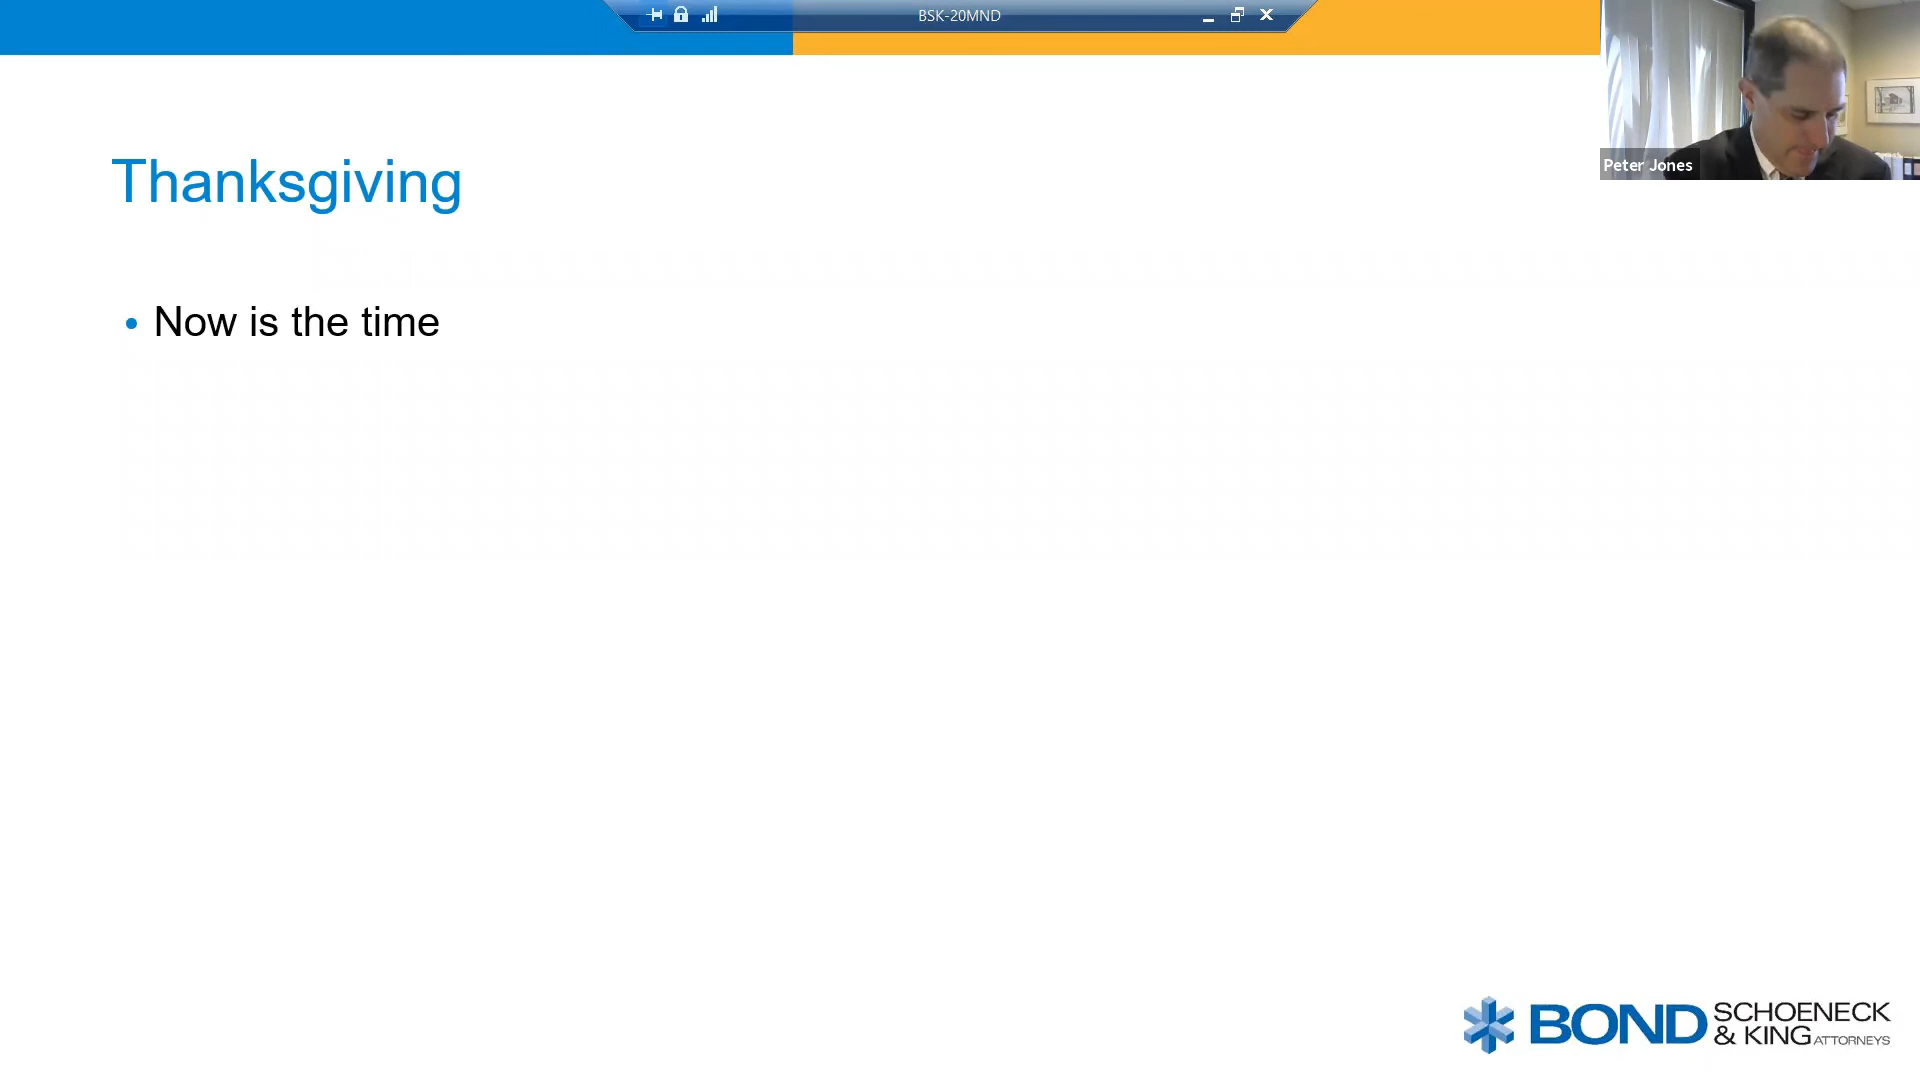 BSK-20MND
Peter Jones
Thanksgiving
• Now is the time
BOND SCHOENECK
& KING ATTORNEYS